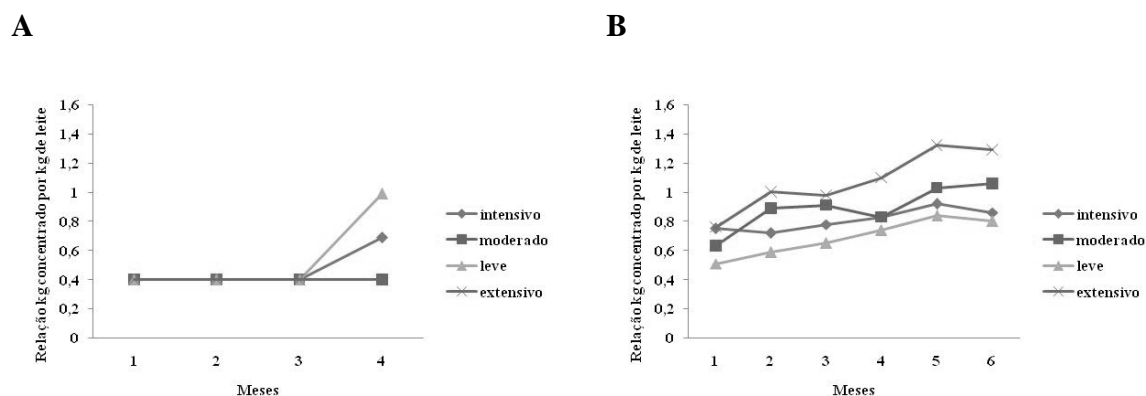 A
Relação kg concentrado por kg de leite
1,6
1,4
1,2
1
0,8
0,6
0,4
0,2
0
1 2 3 4
Meses
intensivo
moderado
leve
extensivo
B
Relação kg concentrado por kg de leite
1,6
1,4
1,2
1
0,8
0,6
0,4
0,2
0
1 2 3 4 5 6
Meses
intensivo
moderado
leve
extensivo